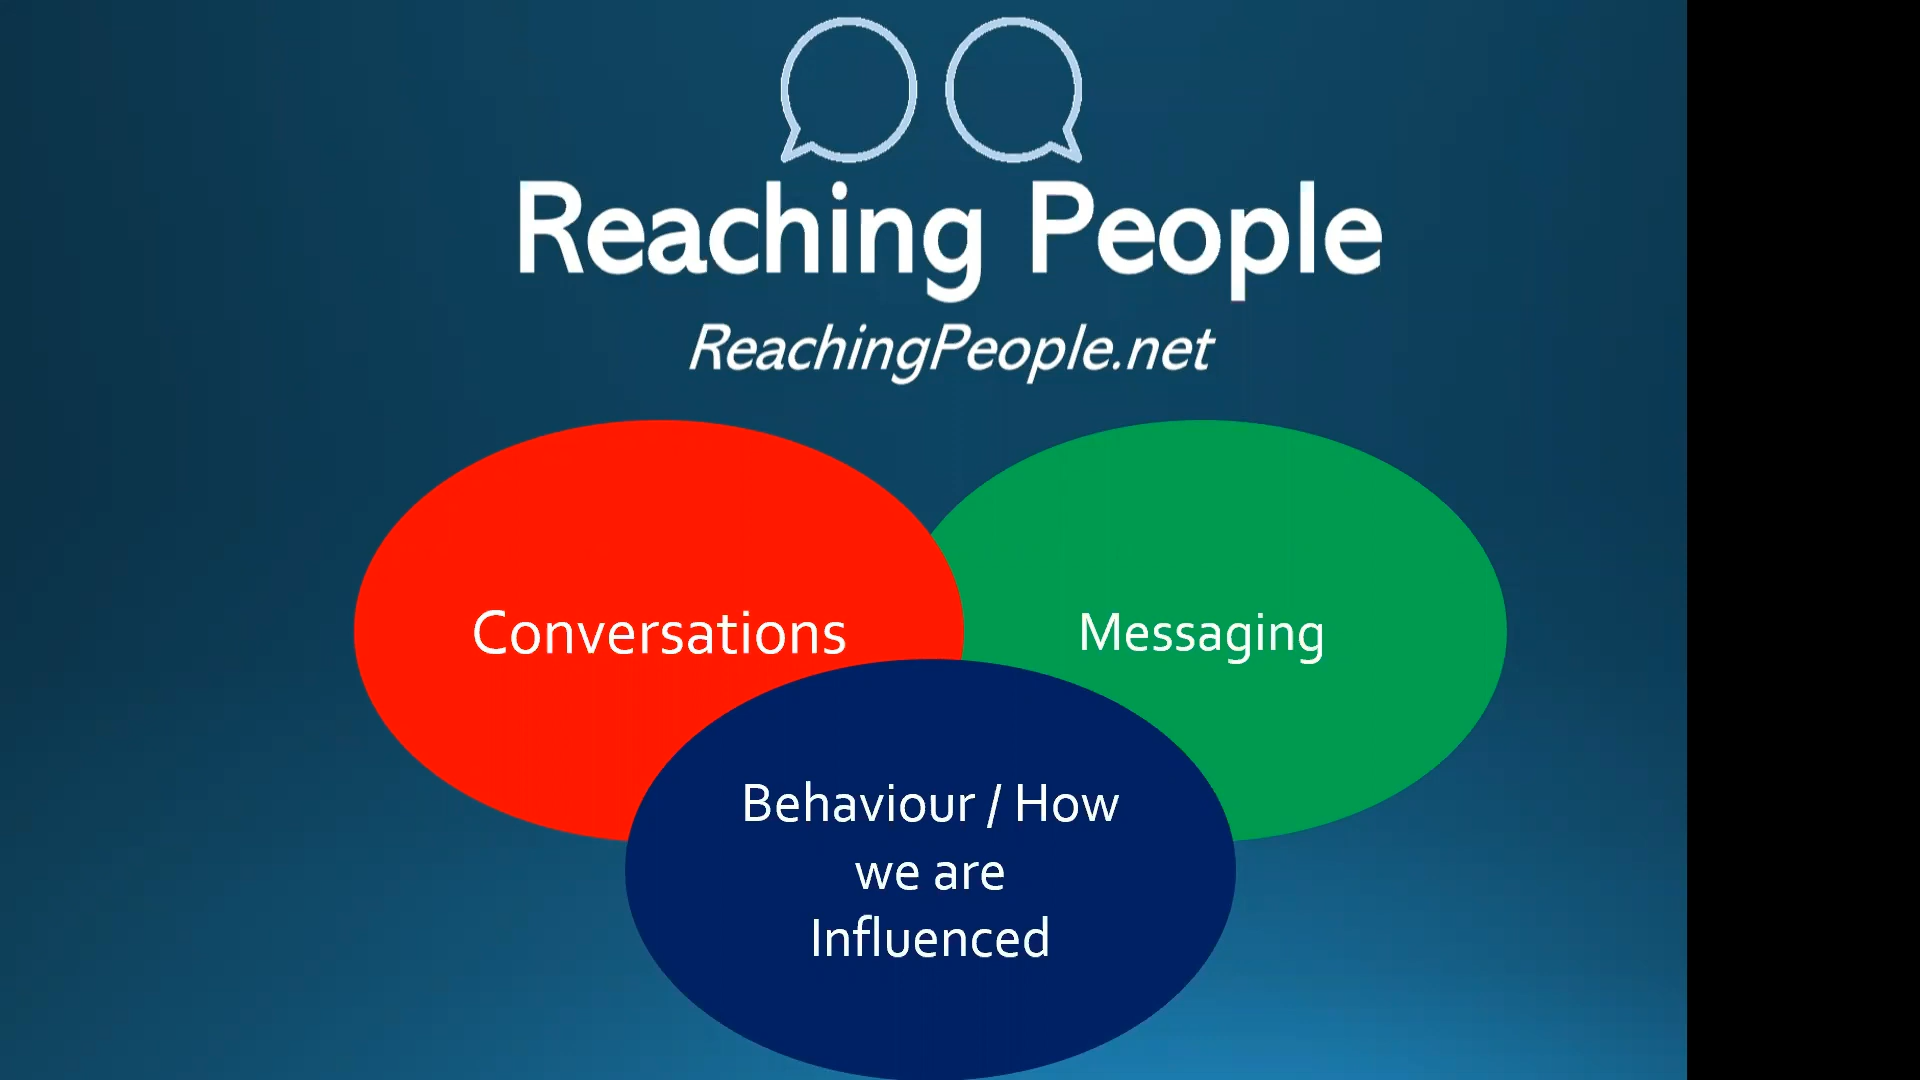 Reaching People
ReachingPeople.net
Conversations
Messaging
Behaviour / How
we are
Influenced